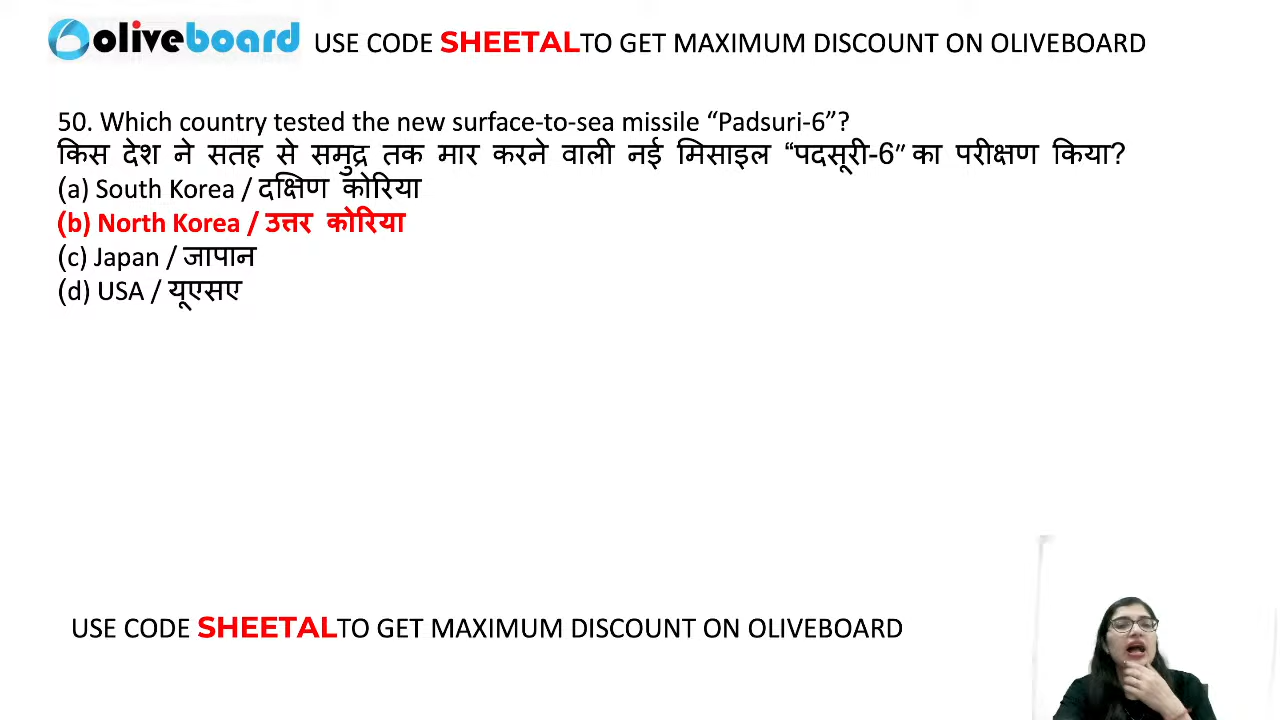 oliveboard USE CODE SHEETAL TO GET MAXIMUM DISCOUNT ON OLIVEBOARD
50. Which country tested the new surface-to-sea missile “Padsuri-6”?
किस देश ने सतह से समुद्र तक मार करने वाली नई मिसाइल “पदसूरी-6” का परीक्षण किया?
(a) South Korea / दक्षिण कोरिया
(b) North Korea / उत्तर कोरिया
(c) Japan / जापान
(d) USA / यूएसए
USE CODE SHEETAL TO GET MAXIMUM DISCOUNT ON OLIVEBOARD